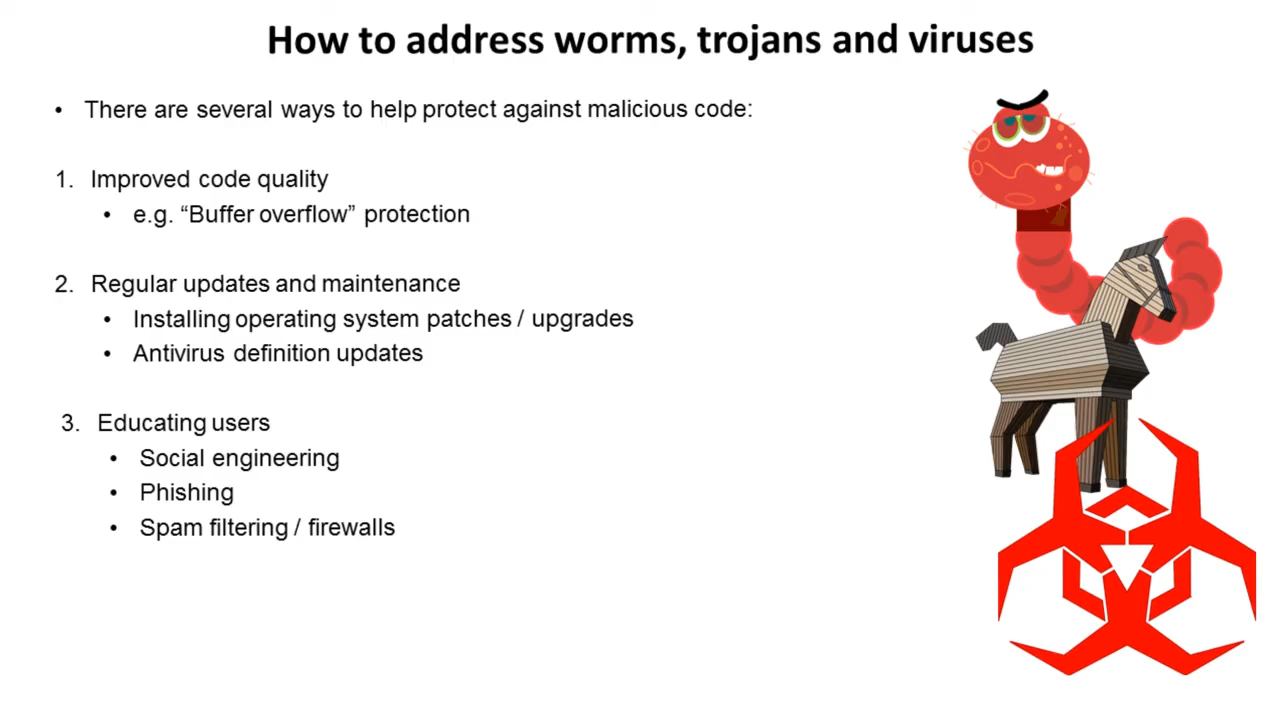 How to address worms, trojans and viruses
• There are several ways to help protect against malicious code:
1. Improved code quality
• e.g. “Buffer overflow” protection
2. Regular updates and maintenance
• Installing operating system patches / upgrades
• Antivirus definition updates
3. Educating users
• Social engineering
• Phishing
• Spam filtering / firewalls